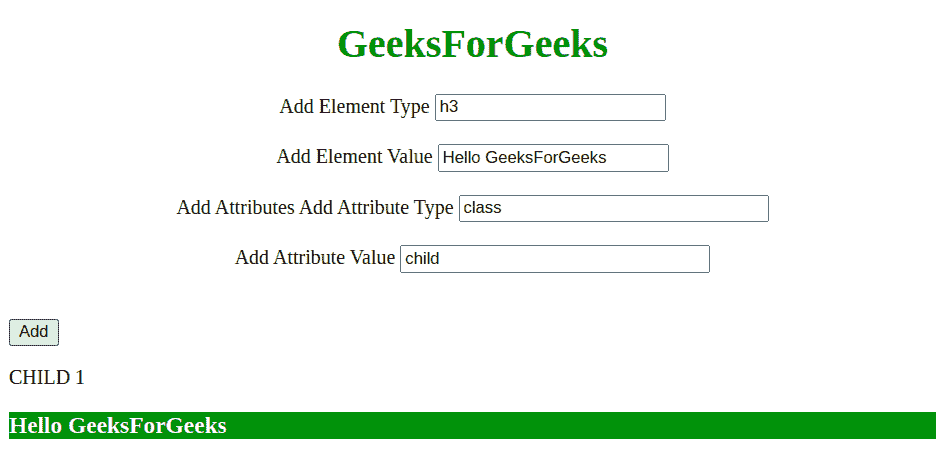 GeeksForGeeks
Add Element Type h3
Add Element Value Hello GeeksForGeeks
Add Attributes Add Attribute Type class
Add Attribute Value child
Add
CHILD 1
Hello GeeksForGeeks